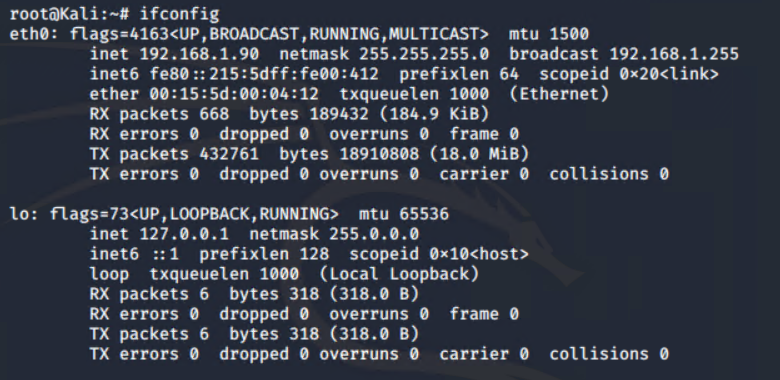 root@Kali:~# ifconfig
eth0: flags=4163<UP,BROADCAST,RUNNING,MULTICAST>  mtu 1500
        inet 192.168.1.90  netmask 255.255.255.0  broadcast 192.168.1.255
        inet6 fe80::215:5dff:fe00:412  prefixlen 64  scopeid 0×20<link>
        ether 00:15:5d:00:04:12  txqueuelen 1000  (Ethernet)
        RX packets 668  bytes 189432 (184.9 KiB)
        RX errors 0  dropped 0  overruns 0  frame 0
        TX packets 432761  bytes 18910808 (18.0 MiB)
        TX errors 0  dropped 0 overruns 0  carrier 0  collisions 0

lo: flags=73<UP,LOOPBACK,RUNNING>  mtu 65536
        inet 127.0.0.1  netmask 255.0.0.0
        inet6 ::1  prefixlen 128  scopeid 0×10<host>
        loop  txqueuelen 1000  (Local Loopback)
        RX packets 6  bytes 318 (318.0 B)
        RX errors 0  dropped 0  overruns 0  frame 0
        TX packets 6  bytes 318 (318.0 B)
        TX errors 0  dropped 0 overruns 0  carrier 0  collisions 0